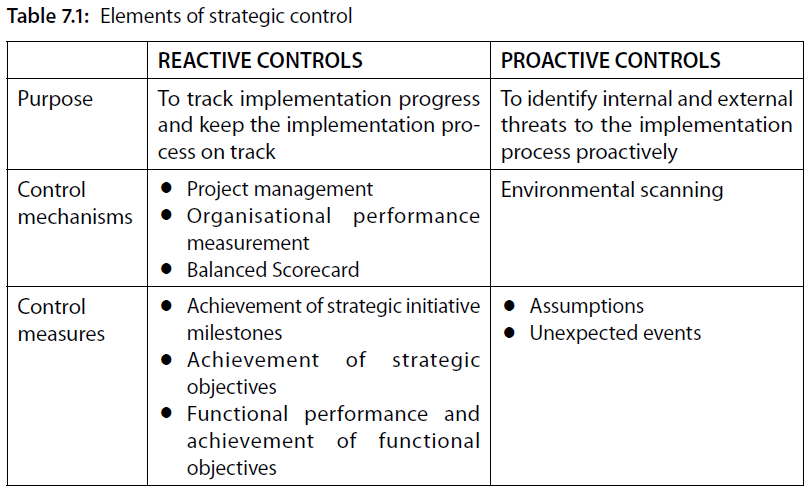 Table 7.1: Elements of strategic control
REACTIVE CONTROLS
PROACTIVE CONTROLS
Purpose
To track implementation progress
and keep the implementation pro-
cess on track
To identify internal and external
threats to the implementation
process proactively
Control
mechanisms
● Project management
● Organisational performance
measurement
● Balanced Scorecard
Environmental scanning
Control
measures
● Achievement of strategic initiative
milestones
● Achievement of strategic
objectives
● Functional performance and
achievement of functional
objectives
● Assumptions
● Unexpected events